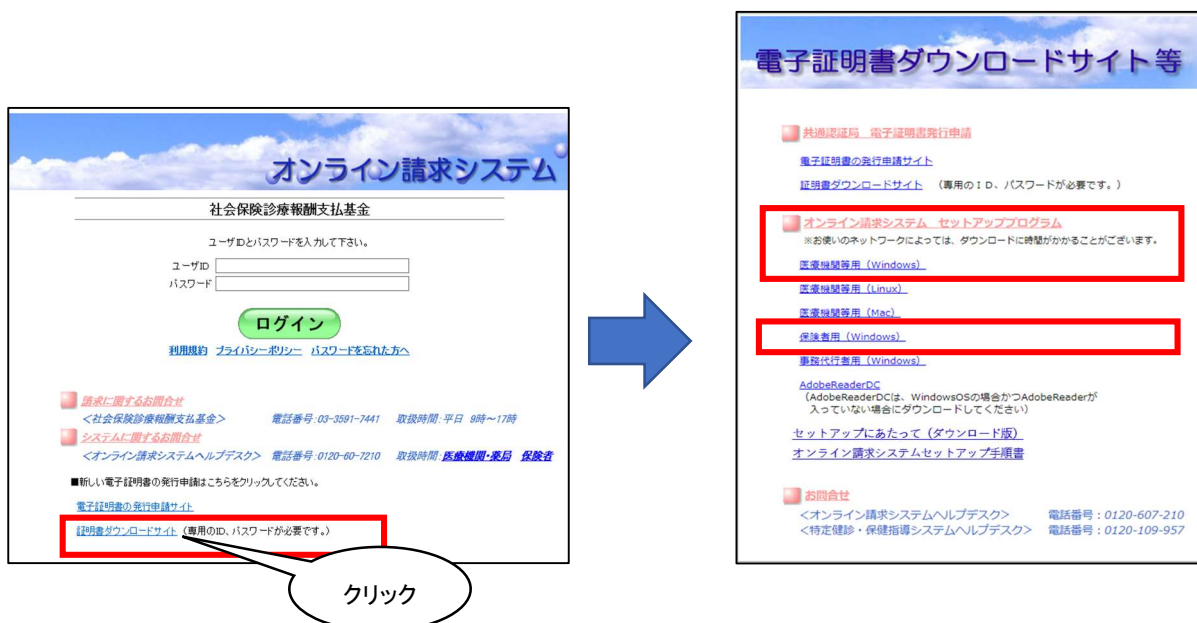 オンライン請求システム
社会保険診療報酬支払基金
ユーザIDとパスワードを入力して下さい。
ユーザID
パスワード
ログイン
利用規約 プライバシーポリシー パスワードを忘れた方へ
請求に関するお問合せ
<社会保険診療報酬支払基金> 電話番号:03-3591-7441 取扱時間:平日 9時~17時
システムに関するお問合せ
<オンライン請求システムヘルプデスク> 電話番号:0120-60-7210 取扱時間:医療機関・薬局 保険者
■新しい電子証明書の発行申請はこちらをクリックしてください。
電子証明書の発行申請サイト
証明書ダウンロードサイト (専用のID、パスワードが必要です。)
クリック
電子証明書ダウンロードサイト等
共通認証局 電子証明書発行申請
電子証明書の発行申請サイト
証明書ダウンロードサイト (専用のID、パスワードが必要です。)
オンライン請求システム セットアッププログラム
※お使いのネットワークによっては、ダウンロードに時間がかかることがございます。
医療機関等用(Windows)
医療機関等用(Linux)
医療機関等用(Mac)
保険者用(Windows)
事務代行者用(Windows)
AdobeReaderDC
(AdobeReaderDCは、WindowsOSの場合かつAdobeReaderが
入っていない場合にダウンロードしてください)
セットアップにあたって(ダウンロード版)
オンライン請求システムセットアップ手順書
お問合せ
<オンライン請求システムヘルプデスク> 電話番号:0120-607-210
<特定健診・保健指導システムヘルプデスク> 電話番号:0120-109-957